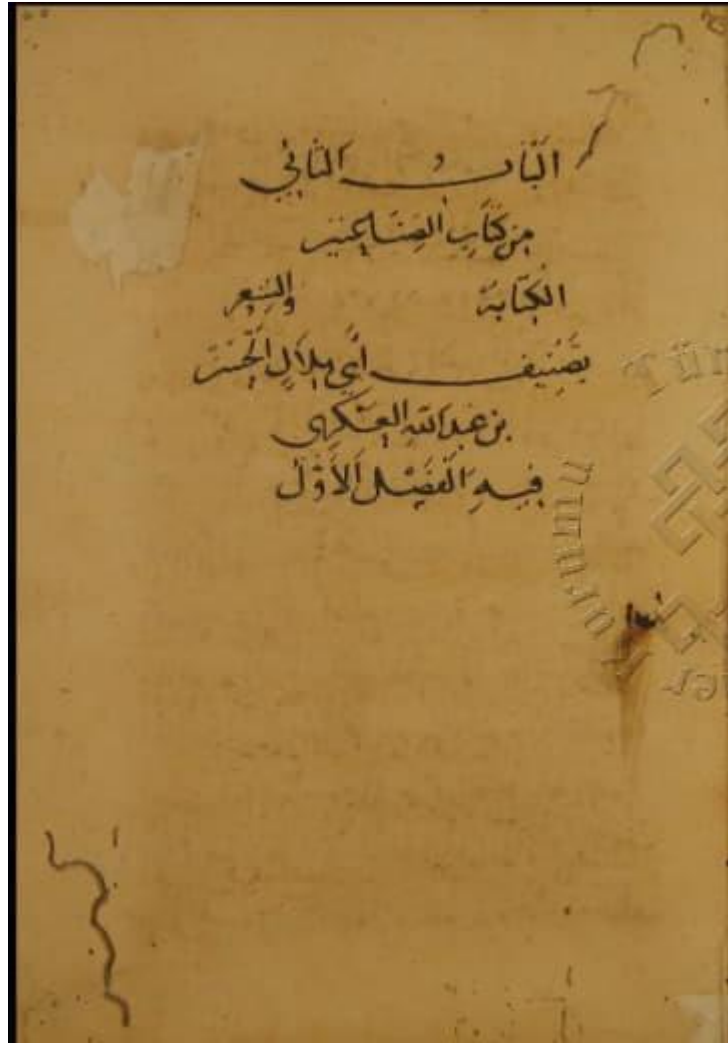 الباب الثاني
من كتاب الصناعتين
الكتابة والشعر
تصنيف أبي هلال الحسن
بن عبد الله العسكري
فيه الفصل الأول